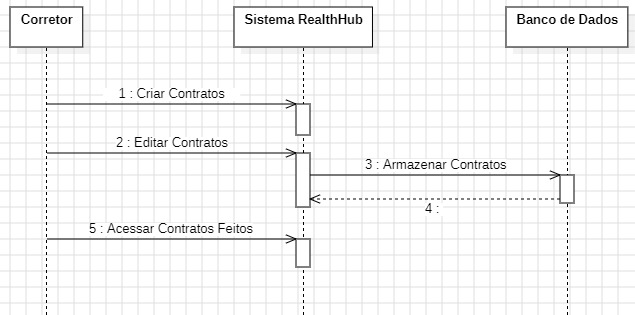 Corretor
Sistema RealthHub
Banco de Dados
1 : Criar Contratos
2 : Editar Contratos
3 : Armazenar Contratos
4 :
5 : Acessar Contratos Feitos